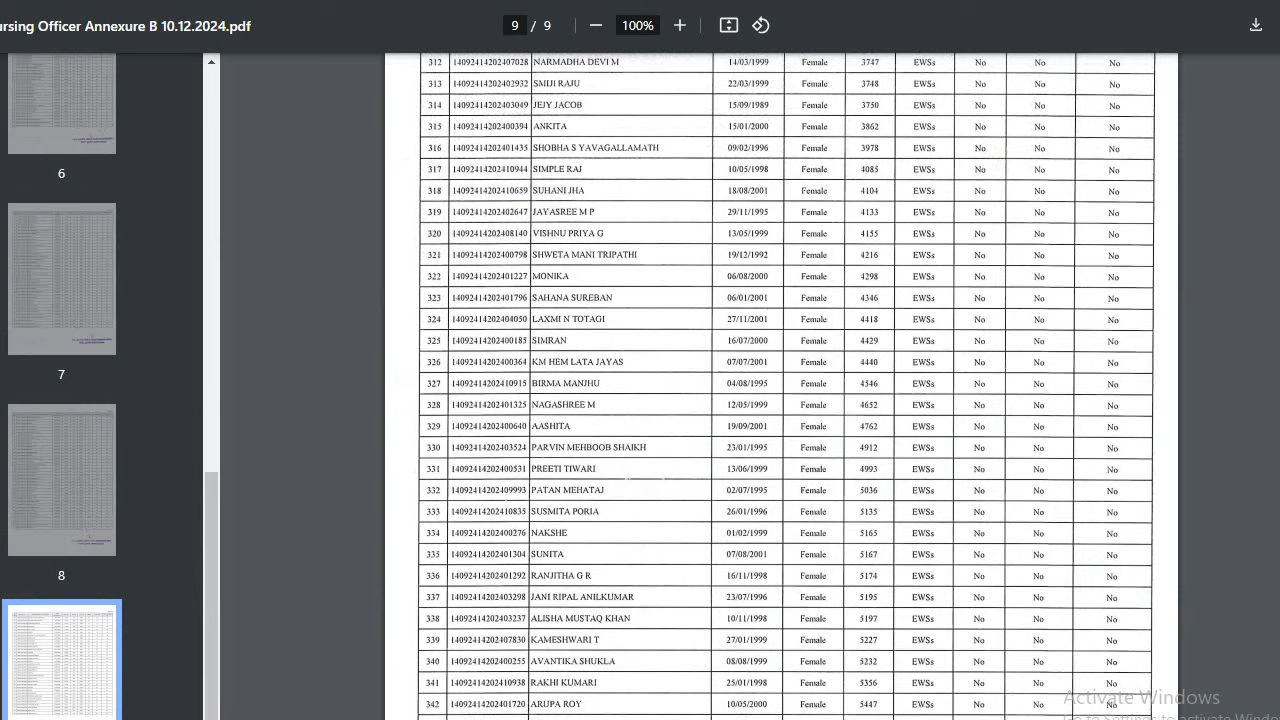 ursing Officer Annexure B 10.12.2024.pdf
9 / 9
100%
6
7
8
312 14092414202407028 NARMADHA DEVI M 14/03/1999 Female 3747 EWSs No No No
313 14092414202402932 SMIJI RAJU 22/03/1999 Female 3748 EWSs No No No
314 14092414202403049 JEJY JACOB 15/09/1989 Female 3750 EWSs No No No
315 14092414202400394 ANKITA 15/01/2000 Female 3862 EWSs No No No
316 14092414202401435 SHOBHA S YAVAGALLAMATH 09/02/1996 Female 3978 EWSs No No No
317 14092414202410944 SIMPLE RAJ 10/05/1998 Female 4085 EWSs No No No
318 14092414202410659 SUHANI JHA 18/08/2001 Female 4104 EWSs No No No
319 14092414202402647 JAYASREE M P 29/11/1995 Female 4133 EWSs No No No
320 14092414202408140 VISHNU PRIYA G 13/05/1999 Female 4155 EWSs No No No
321 14092414202400798 SHWETA MANI TRIPATHI 19/12/1992 Female 4216 EWSs No No No
322 14092414202401227 MONIKA 06/08/2000 Female 4298 EWSs No No No
323 14092414202401796 SAHANA SUREBAN 06/01/2001 Female 4346 EWSs No No No
324 14092414202404050 LAXMI N TOTAGI 27/11/2001 Female 4418 EWSs No No No
325 14092414202400185 SHIRAN 16/07/2000 Female 4429 EWSs No No No
326 14092414202400364 KM HEM LATA JAYAS 07/07/2001 Female 4440 EWSs No No No
327 14092414202410915 BIRMA MANJHU 04/08/1995 Female 4546 EWSs No No No
328 14092414202401325 NAGASHREE M 12/05/1999 Female 4652 EWSs No No No
329 14092414202400640 AASHITA 19/09/2001 Female 4762 EWSs No No No
330 14092414202403524 PARVIN MEHBOOB SHAIKH 29/01/1995 Female 4912 EWSs No No No
331 14092414202400531 PREETI TIWARI 13/06/1999 Female 4993 EWSs No No No
332 14092414202409993 PATAN MEHATAJ 02/07/1995 Female 5036 EWSs No No No
333 14092414202410835 SUSMITA PORIA 26/01/1996 Female 5135 EWSs No No No
334 14092414202400276 NAKSHE 01/02/1999 Female 5165 EWSs No No No
335 14092414202401304 SUNITA 07/08/2001 Female 5167 EWSs No No No
336 14092414202401292 RANJITHA G R 16/11/1998 Female 5174 EWSs No No No
337 14092414202403298 JANI RIPAL ANILKUMAR 23/07/1996 Female 5195 EWSs No No No
338 14092414202403237 ALISHA MUSTAQ KHAN 10/11/1998 Female 5197 EWSs No No No
339 14092414202407830 KAMESHWARI T 27/01/1999 Female 5227 EWSs No No No
340 14092414202400255 AVANTIKA SHUKLA 08/08/1999 Female 5232 EWSs No No No
341 14092414202410938 RAKHI KUMARI 25/01/1998 Female 5356 EWSs No No No
Female No No No
Activate Windows